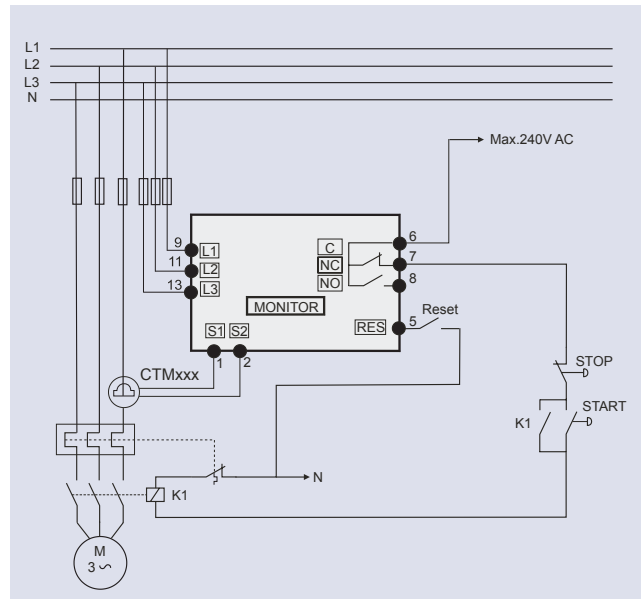 L1
L2
L3
N
Max.240V AC
6
9 L1 C
7
11 L2 NC
8
13 L3 NO
MONITOR
Reset
RES 5
S1 S2
1 2
CTMxxx
STOP
START
K1
N
K1
M
3